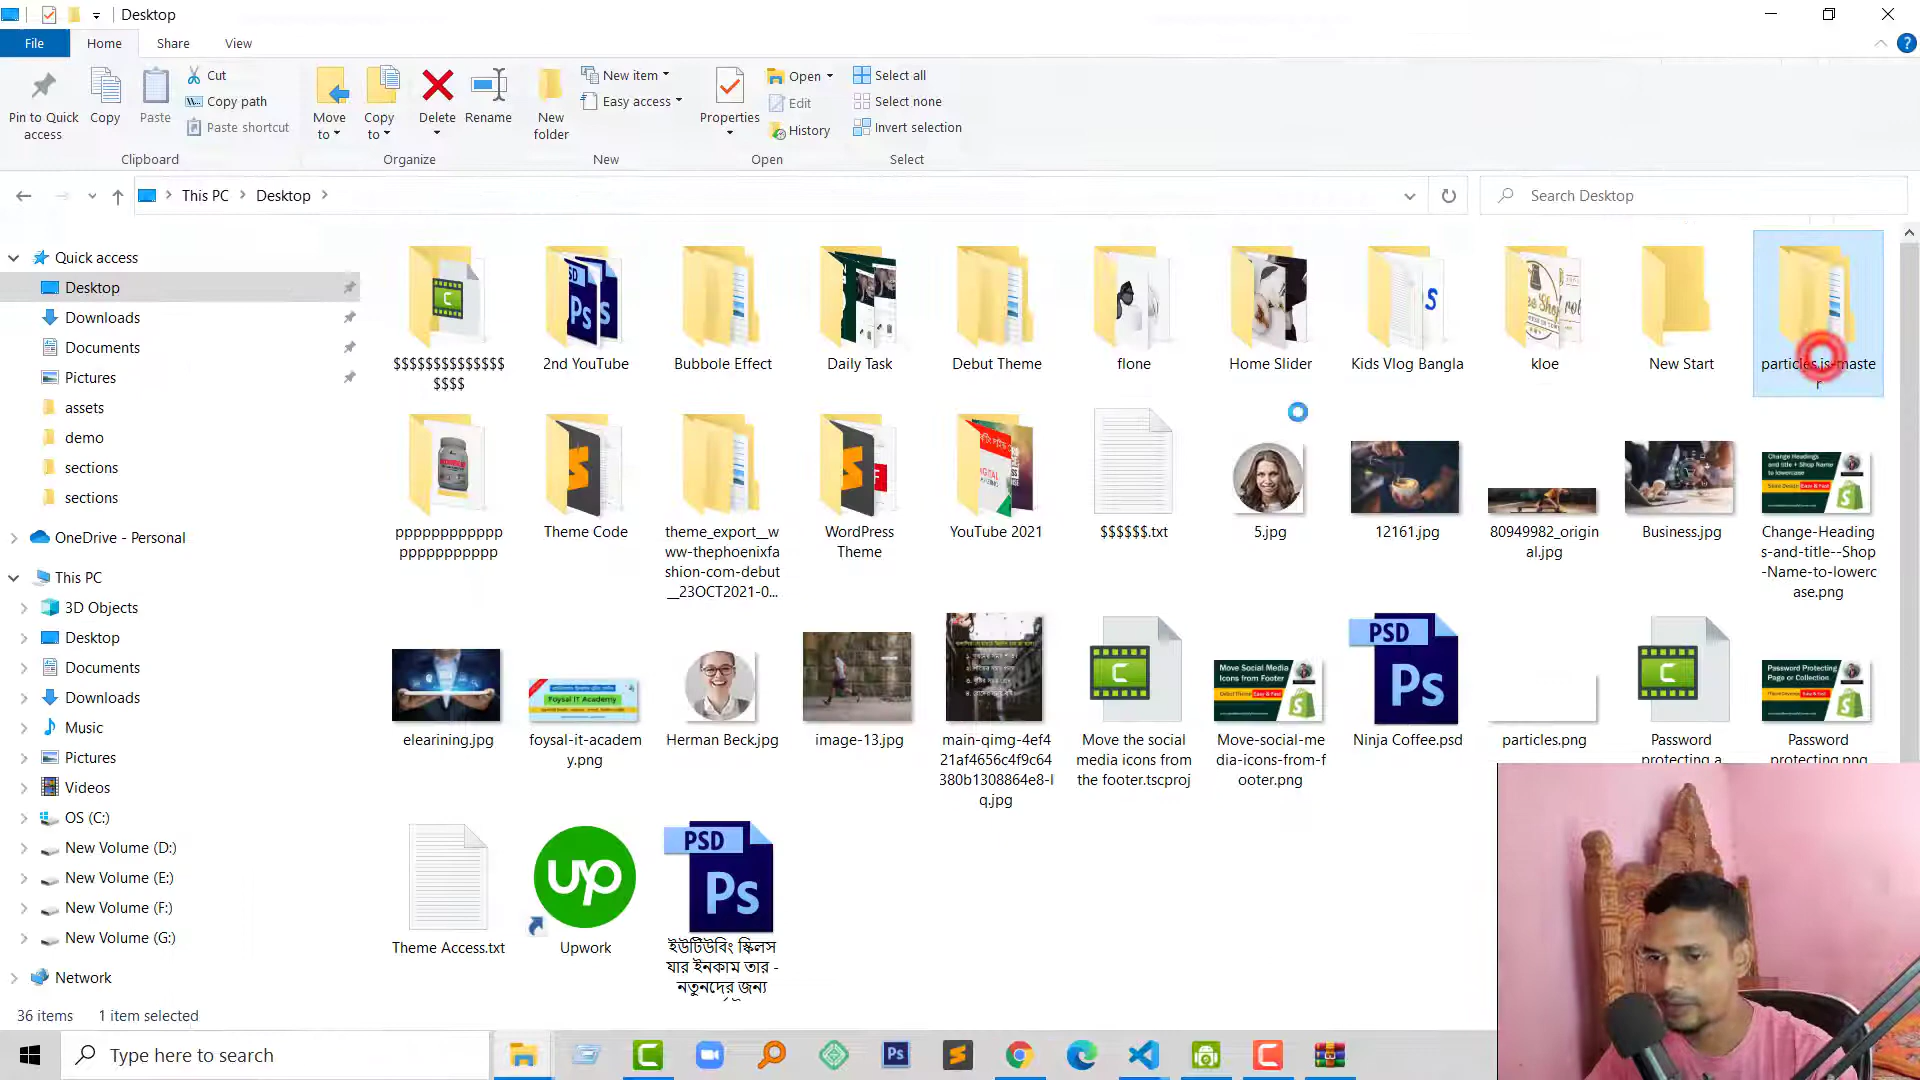 Desktop
File
Home
Share
View
Pin to Quick access
Copy
Paste
Cut
Copy path
Paste shortcut
Clipboard
Move to
Copy to
Delete
Rename
Organize
New folder
New item
Easy access
New
Properties
Open
Edit
History
Open
Select all
Select none
Invert selection
Select
This PC
Desktop
Search Desktop
Quick access
Desktop
Downloads
Documents
Pictures
assets
demo
sections
sections
OneDrive - Personal
This PC
3D Objects
Desktop
Documents
Downloads
Music
Pictures
Videos
OS (C:)
New Volume (D:)
New Volume (E:)
New Volume (F:)
New Volume (G:)
Network
$$$$$$$$$$$$$$
$$$$
2nd YouTube
Bubbole Effect
Daily Task
Debut Theme
flone
Home Slider
Kids Vlog Bangla
kloe
New Start
particles.js-maste
r
pppppppppppp
ppppppppppp
Theme Code
theme_export__w
ww-thephoenixfa
shion-com-debut
__23OCT2021-0...
WordPress
Theme
YouTube 2021
$$$$$$.txt
5.jpg
12161.jpg
80949982_origin
al.jpg
Business.jpg
Change-Heading
s-and-title--Shop
-Name-to-lowerc
ase.png
elearining.jpg
foysal-it-academ
y.png
Herman Beck.jpg
image-13.jpg
main-qimg-4ef4
21af4656c4f9c64
380b1308864e8-l
q.jpg
Move the social
media icons from
the footer.tscproj
Move-social-me
dia-icons-from-f
ooter.png
Ninja Coffee.psd
particles.png
Password
protecting a
Password
protecting.png
Theme Access.txt
Upwork
ইউটিউবিং স্কিলস
যার ইনকাম তার -
নতুনদের জন্য
36 items
1 item selected
Type here to search